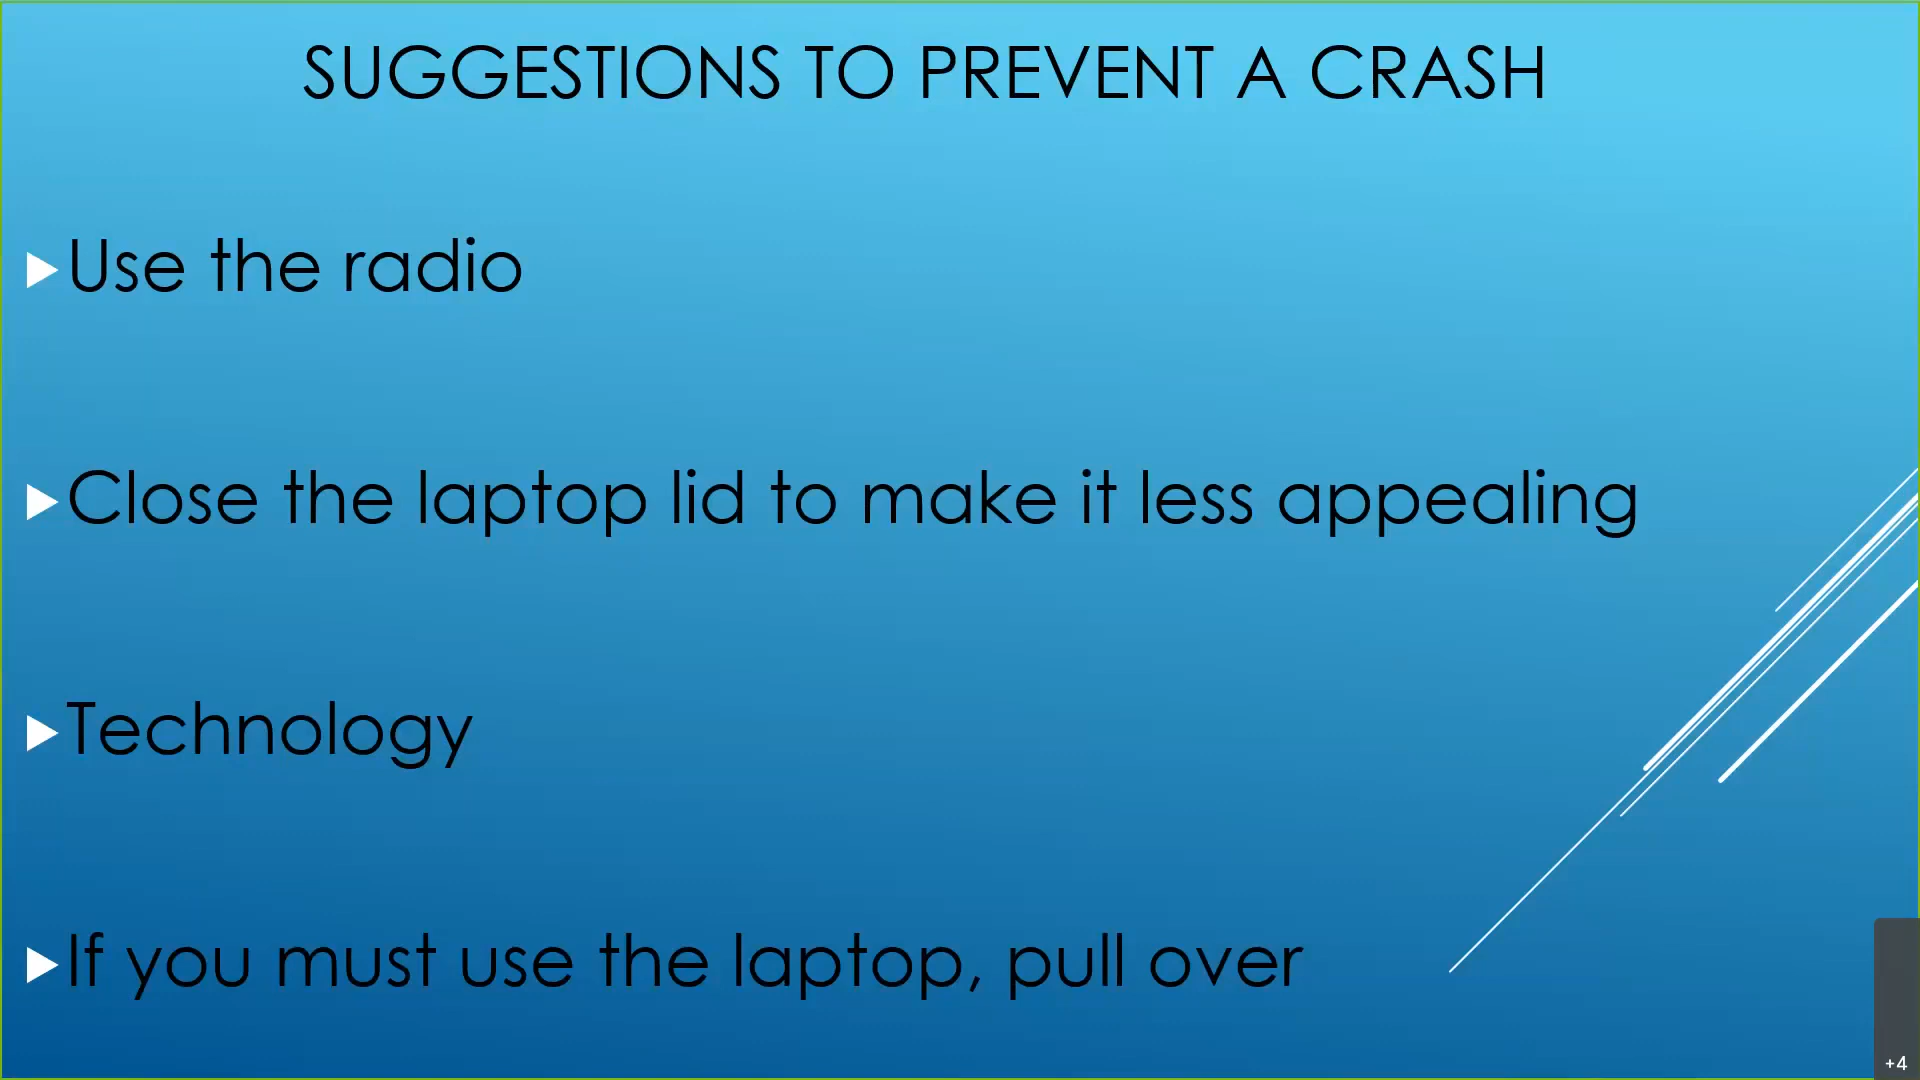 SUGGESTIONS TO PREVENT A CRASH
Use the radio
Close the laptop lid to make it less appealing
Technology
If you must use the laptop, pull over
+4